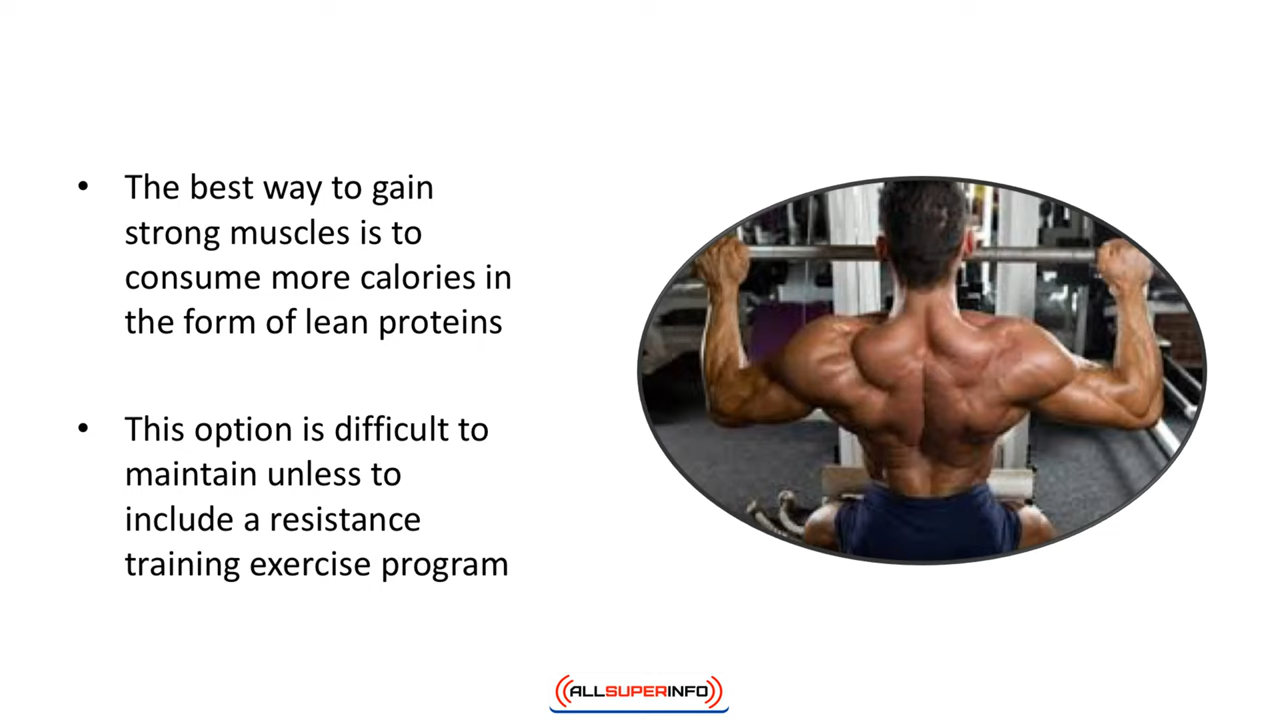 • The best way to gain
strong muscles is to
consume more calories in
the form of lean proteins
• This option is difficult to
maintain unless to
include a resistance
training exercise program
ALLSUPERINFO